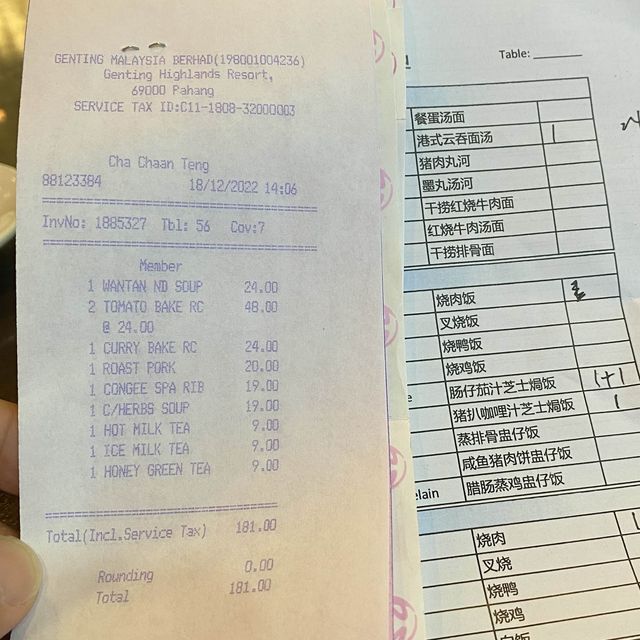 GENTING MALAYSIA BERHAD(198001004236)
Genting Highlands Resort,
69000 Pahang
SERVICE TAX ID:C11-1808-32000003
Cha Chaan Teng
88123384 18/12/2022 14:06
InvNo: 1885327 Tbl: 56 Cov:7
Member
1 WANTAN ND SOUP 24.00
2 TOMATO BAKE RC 48.00
@ 24.00
1 CURRY BAKE RC 24.00
1 ROAST PORK 20.00
1 CONGEE SPA RIB 19.00
1 C/HERBS SOUP 19.00
1 HOT MILK TEA 9.00
1 ICE MILK TEA 9.00
1 HONEY GREEN TEA 9.00
Total(Incl.Service Tax) 181.00
Rounding 0.00
Total 181.00
Table:
餐蛋汤面
港式云吞面汤 1
猪肉丸河
墨丸汤河
干捞红烧牛肉面
红烧牛肉汤面
干捞排骨面
烧肉饭
叉烧饭
烧鸭饭
烧鸡饭
肠仔茄汁芝士焗饭 1+1
猪扒咖哩汁芝士焗饭 1
蒸排骨盅仔饭
咸鱼猪肉饼盅仔饭
腊肠蒸鸡盅仔饭
烧肉 1
叉烧
烧鸭
烧鸡
白饭